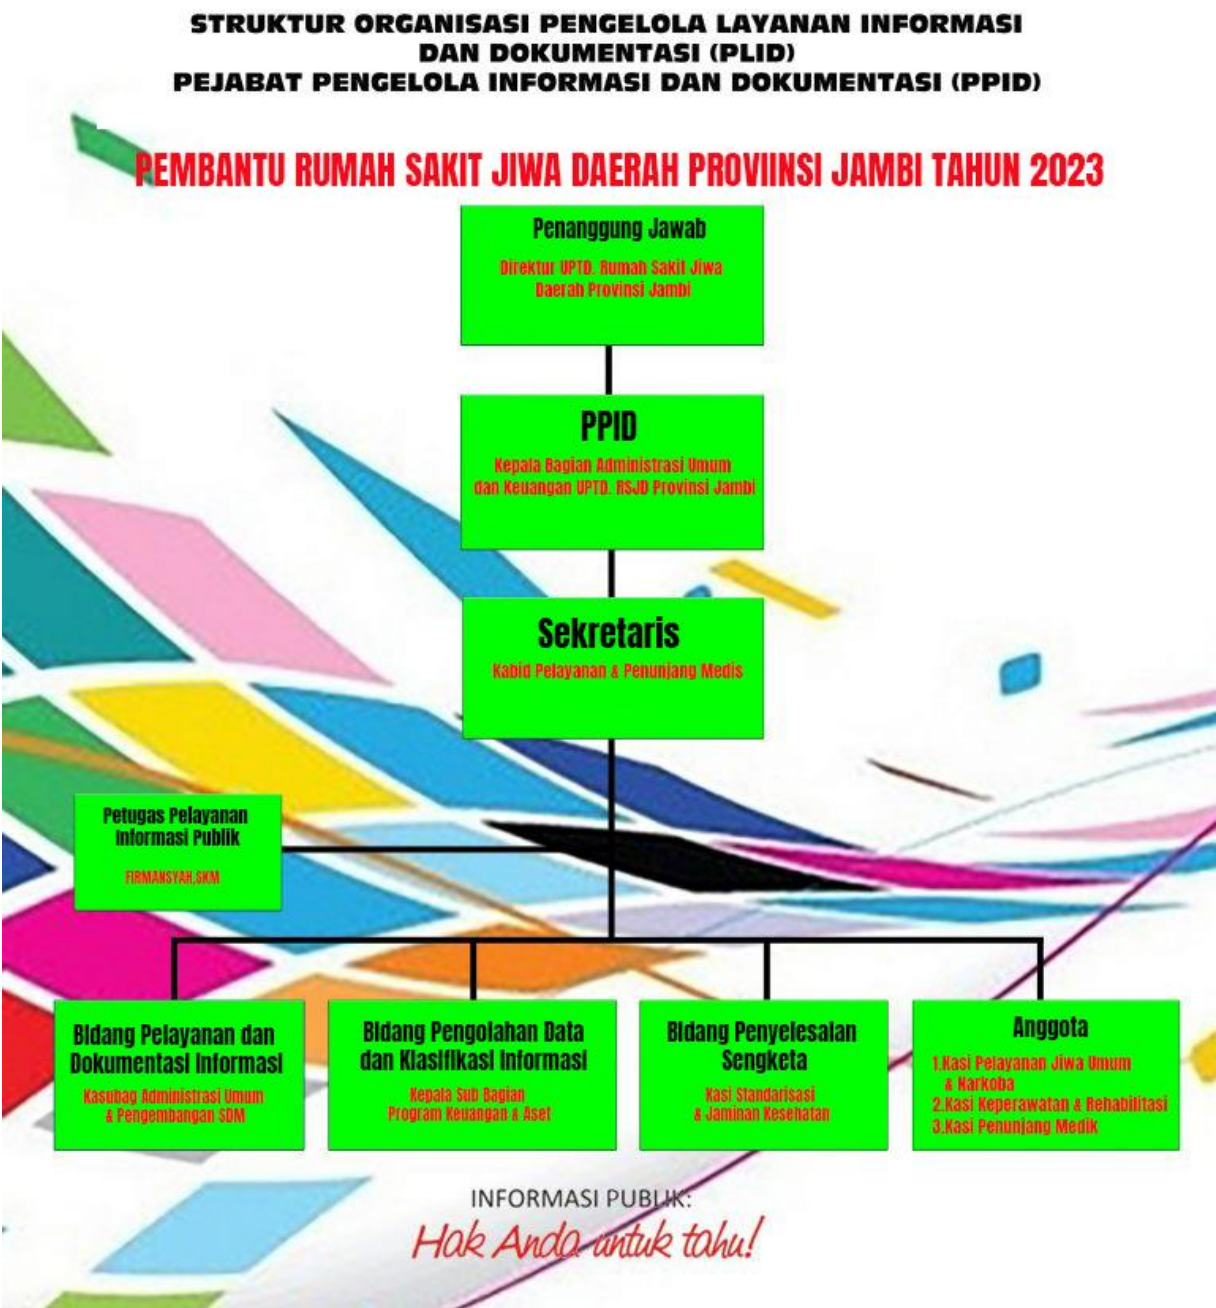 STRUKTUR ORGANISASI PENGELOLA LAYANAN INFORMASI
DAN DOKUMENTASI (PLID)
PEJABAT PENGELOLA INFORMASI DAN DOKUMENTASI (PPID)
PEMBANTU RUMAH SAKIT JIWA DAERAH PROVIINSI JAMBI TAHUN 2023
Penanggung Jawab
Direktur UPTD. Rumah Sakit Jiwa
Daerah Provinsi Jambi
PPID
Kepala Bagian Administrasi Umum
dan Keuangan UPTD. RSJD Provinsi Jambi
Sekretaris
Kabid Pelayanan & Penunjang Medis
Petugas Pelayanan
Informasi Publik
FIRMANSYAH,SKM
Bidang Pelayanan dan
Dokumentasi Informasi
Kasubag Administrasi Umum
& Pengembangan SDM
Bidang Pengolahan Data
dan Klasifikasi Informasi
Kepala Sub Bagian
Program Keuangan & Aset
Bidang Penyelesaian
Sengketa
Kasi Standarisasi
& Jaminan Kesehatan
Anggota
1.Kasi Pelayanan Jiwa Umum
& Narkoba
2.Kasi Keperawatan & Rehabilitasi
3.Kasi Penunjang Medik
INFORMASI PUBLIK:
Hak Anda untuk tahu!